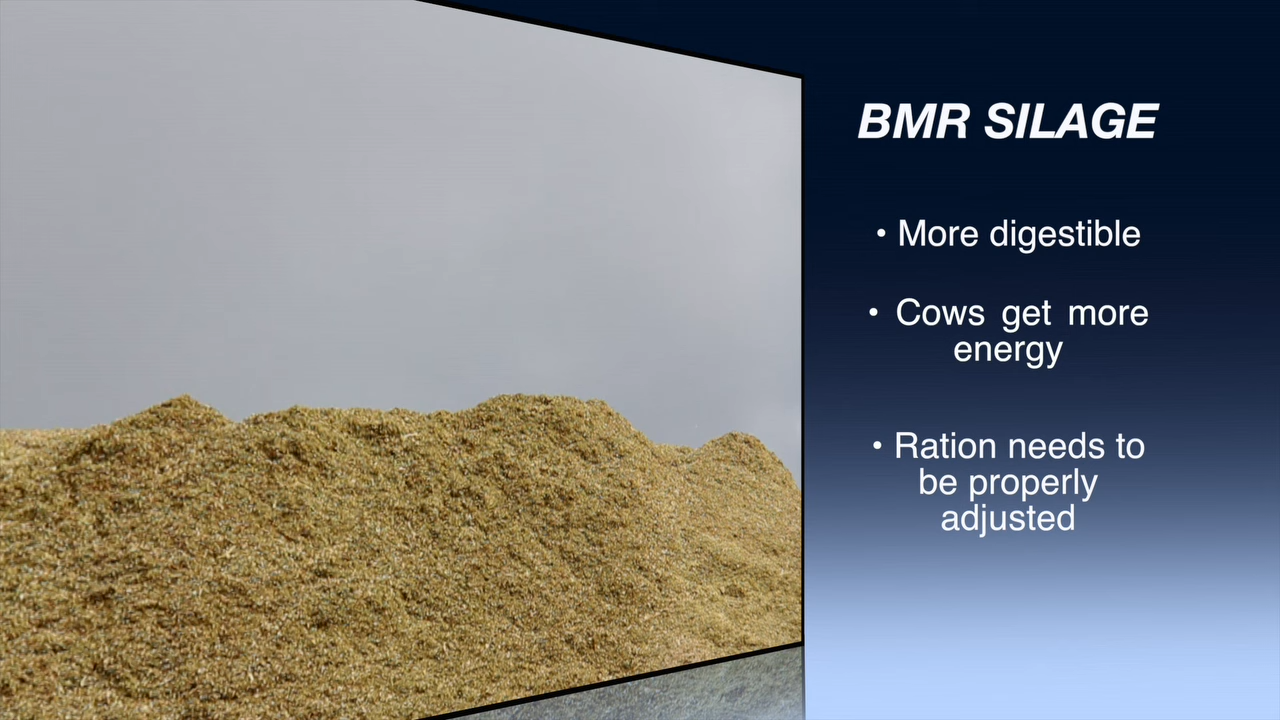 BMR SILAGE
• More digestible
• Cows get more
energy
• Ration needs to
be properly
adjusted